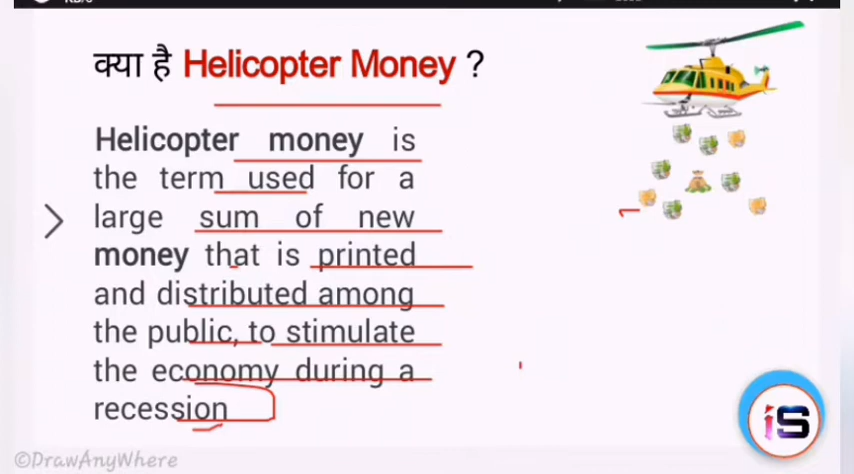 क्या है Helicopter Money ?
Helicopter money is
the term used for a
large sum of new
money that is printed
and distributed among
the public, to stimulate
the economy during a
recession
iS
©DrawAnyWhere